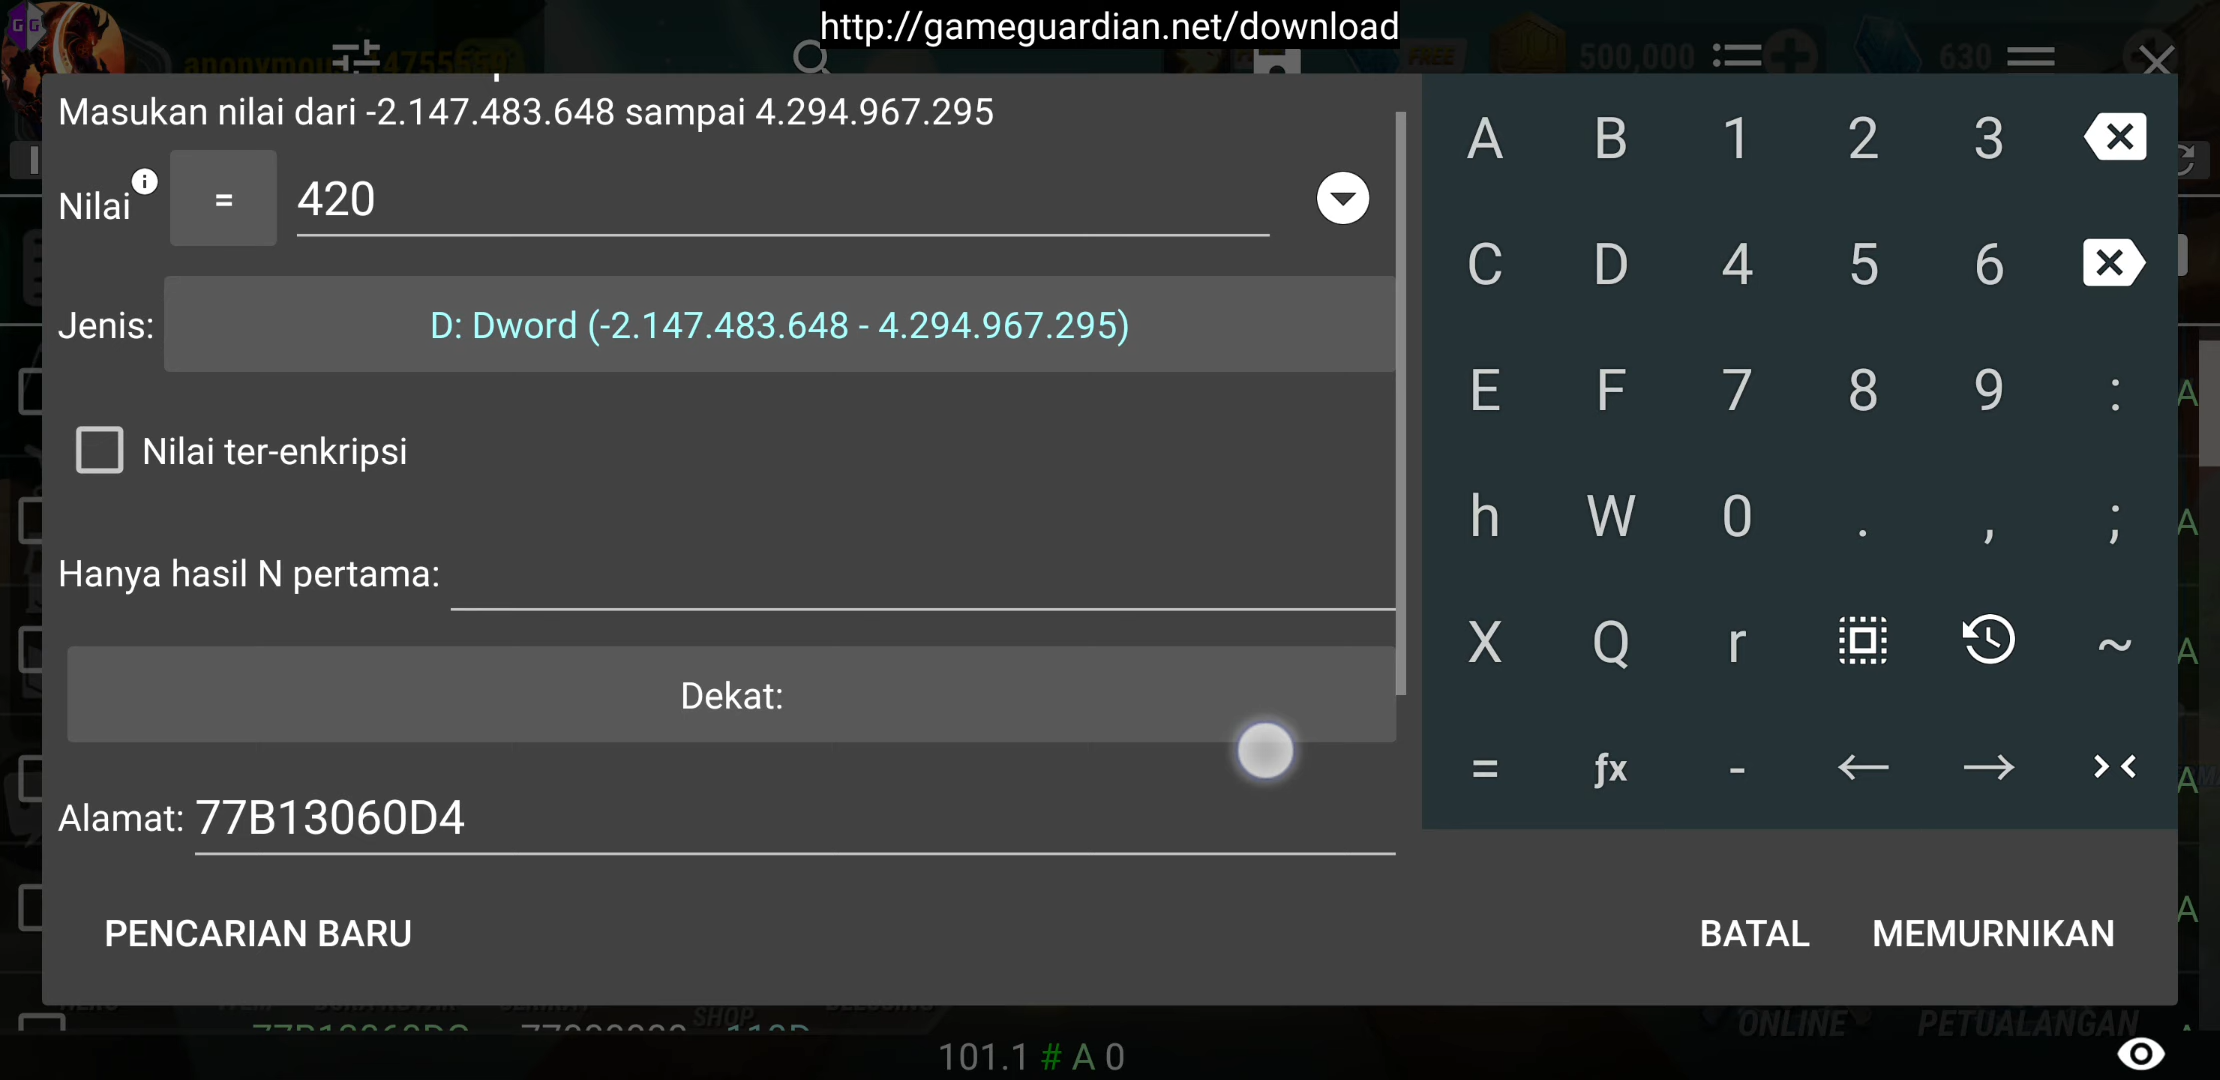 http://gameguardian.net/download
500,000
630
FREE
Masukan nilai dari -2.147.483.648 sampai 4.294.967.295
Nilai
=
420
Jenis:
D: Dword (-2.147.483.648 - 4.294.967.295)
Nilai ter-enkripsi
Hanya hasil N pertama:
Dekat:
Alamat: 77B13060D4
PENCARIAN BARU
BATAL
MEMURNIKAN
A B 1 2 3
C D 4 5 6
E F 7 8 9 :
h W 0 . , ;
X Q r ~
= ƒx - ← → › ‹
SHOP
ONLINE
PETUALANGAN
101.1 # A 0